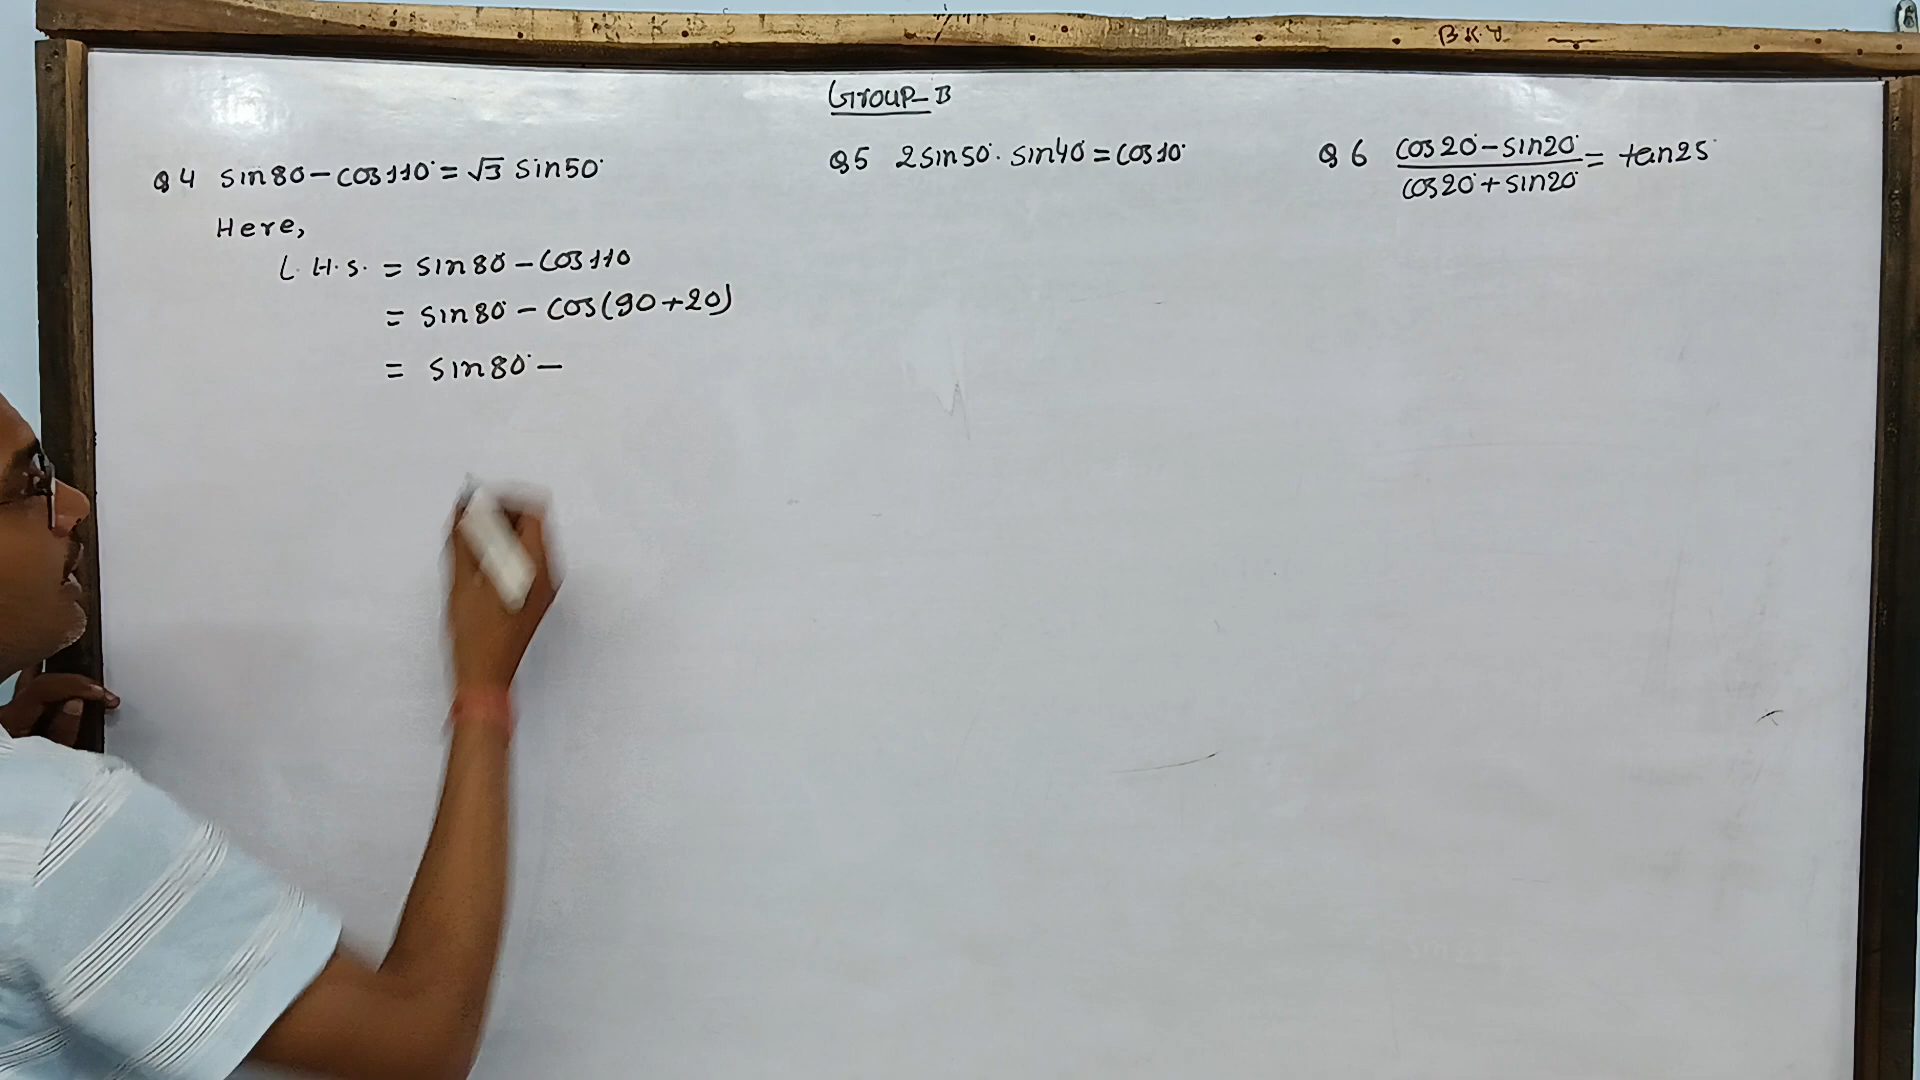 BKY
Group-B
Q4 sin80°-cos110°=√3 sin50°
Here,
L.H.S. = sin80°-cos110
= sin80°-cos(90+20)
= sin80°-
Q5 2sin50°.sin40°=cos10°
Q6 (cos20°-sin20°)/(cos20°+sin20°)= tan25°